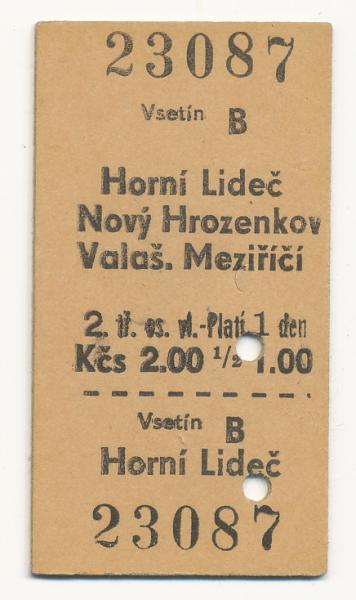 23087
Vsetín B
Horní Lideč
Nový Hrozenkov
Valaš. Meziříčí
2. tř. os. vl.-Platí 1 den
Kčs 2.00 1/2 1.00
Vsetín B
Horní Lideč
23087